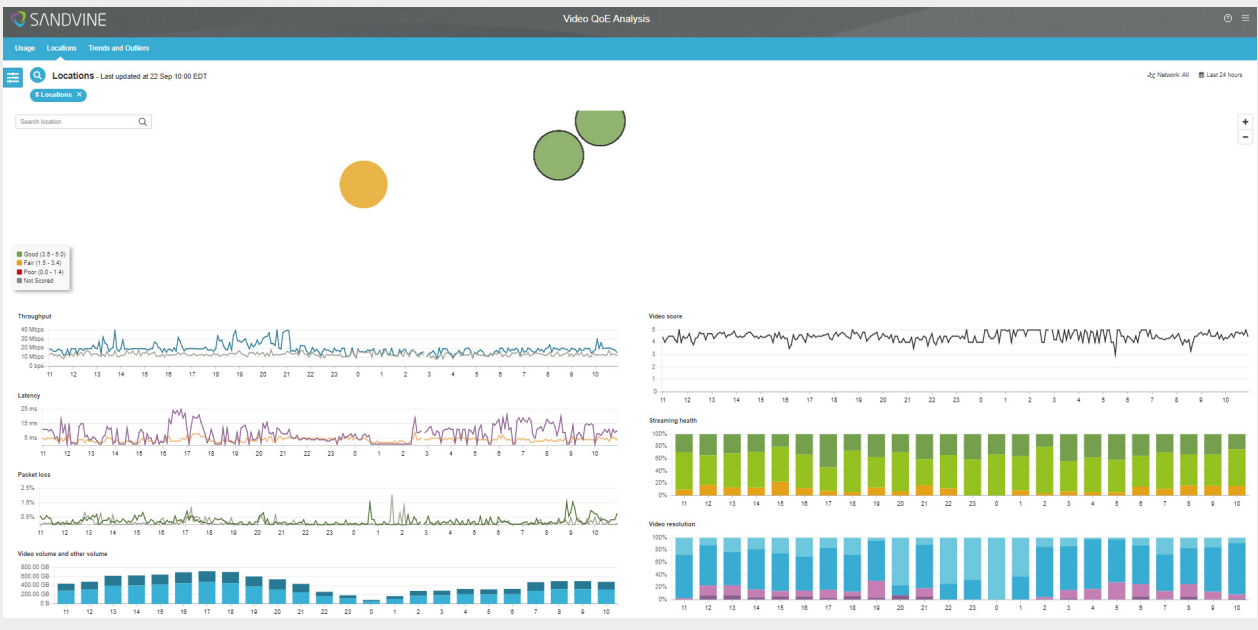 SANDVINE
Video QoE Analysis
Usage Locations Trends and Outliers
Locations - Last updated at 22 Sep 10:00 EDT
Network: All Last 24 hours
8 Locations ×
Search location
+
−
Good (3.5 - 5.0)
Fair (1.5 - 3.4)
Poor (0.0 - 1.4)
Not Scored
Throughput
40 Mbps
30 Mbps
20 Mbps
10 Mbps
0 bps
11 12 13 14 15 16 17 18 19 20 21 22 23 0 1 2 3 4 5 6 7 8 9 10
Latency
25 ms
15 ms
5 ms
11 12 13 14 15 16 17 18 19 20 21 22 23 0 1 2 3 4 5 6 7 8 9 10
Packet loss
2.5%
1.5%
0.5%
11 12 13 14 15 16 17 18 19 20 21 22 23 0 1 2 3 4 5 6 7 8 9 10
Video volume and other volume
800.00 GB
600.00 GB
400.00 GB
200.00 GB
0 B
11 12 13 14 15 16 17 18 19 20 21 22 23 0 1 2 3 4 5 6 7 8 9 10
Video score
5
4
3
2
1
0
11 12 13 14 15 16 17 18 19 20 21 22 23 0 1 2 3 4 5 6 7 8 9 10
Streaming health
100%
80%
60%
40%
20%
0%
11 12 13 14 15 16 17 18 19 20 21 22 23 0 1 2 3 4 5 6 7 8 9 10
Video resolution
100%
80%
60%
40%
20%
0%
11 12 13 14 15 16 17 18 19 20 21 22 23 0 1 2 3 4 5 6 7 8 9 10